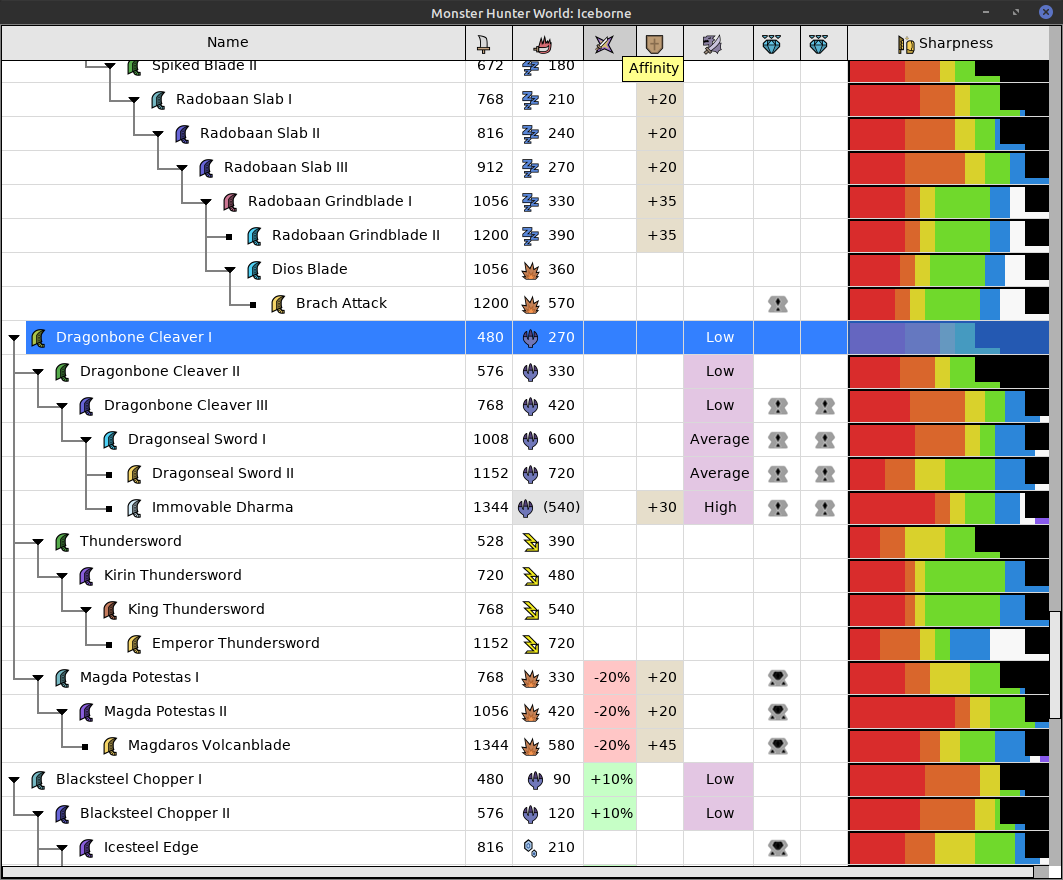 Monster Hunter World: Iceborne
Name Sharpness
Affinity
Spiked Blade II 672 180
Radobaan Slab I 768 210 +20
Radobaan Slab II 816 240 +20
Radobaan Slab III 912 270 +20
Radobaan Grindblade I 1056 330 +35
Radobaan Grindblade II 1200 390 +35
Dios Blade 1056 360
Brach Attack 1200 570
Dragonbone Cleaver I 480 270 Low
Dragonbone Cleaver II 576 330 Low
Dragonbone Cleaver III 768 420 Low
Dragonseal Sword I 1008 600 Average
Dragonseal Sword II 1152 720 Average
Immovable Dharma 1344 (540) +30 High
Thundersword 528 390
Kirin Thundersword 720 480
King Thundersword 768 540
Emperor Thundersword 1152 720
Magda Potestas I 768 330 -20% +20
Magda Potestas II 1056 420 -20% +20
Magdaros Volcanblade 1344 580 -20% +45
Blacksteel Chopper I 480 90 +10% Low
Blacksteel Chopper II 576 120 +10% Low
Icesteel Edge 816 210